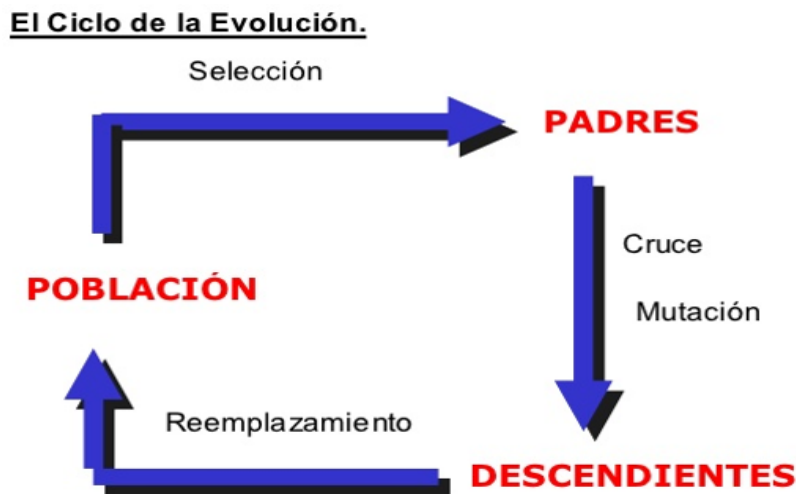 El Ciclo de la Evolución.
Selección
PADRES
Cruce
POBLACIÓN
Mutación
Reemplazamiento
DESCENDIENTES